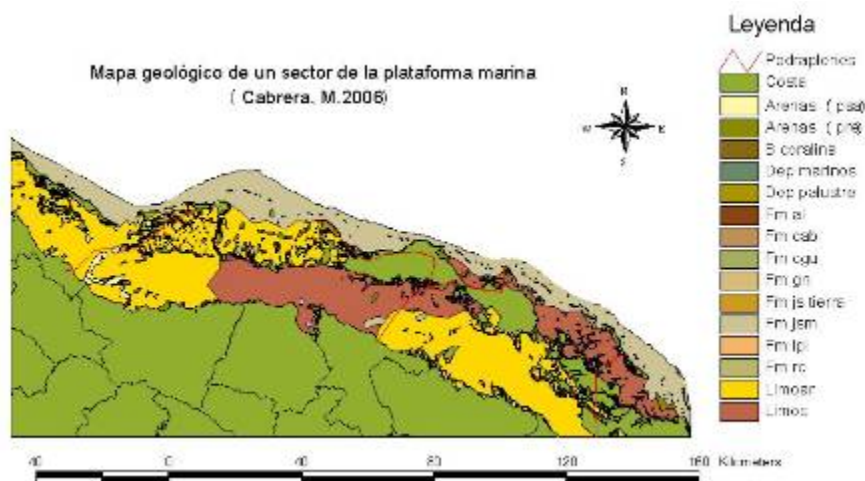 Mapa geológico de un sector de la plataforma marina
( Cabrera. M.2006)
N
W E
S
Leyenda
Pedraplenes
Costa
Arenas ( psa)
Arenas ( pre)
B coralina
Dep marinos
Dep palustre
Fm al
Fm cab
Fm cgu
Fm gn
Fm js tierra
Fm jsm
Fm lpl
Fm rc
Limoar
Limos
40 0 40 80 120 160 Kilometers